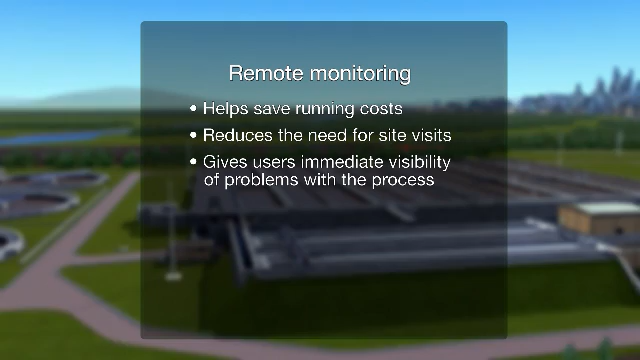 Remote monitoring
• Helps save running costs
• Reduces the need for site visits
• Gives users immediate visibility
of problems with the process